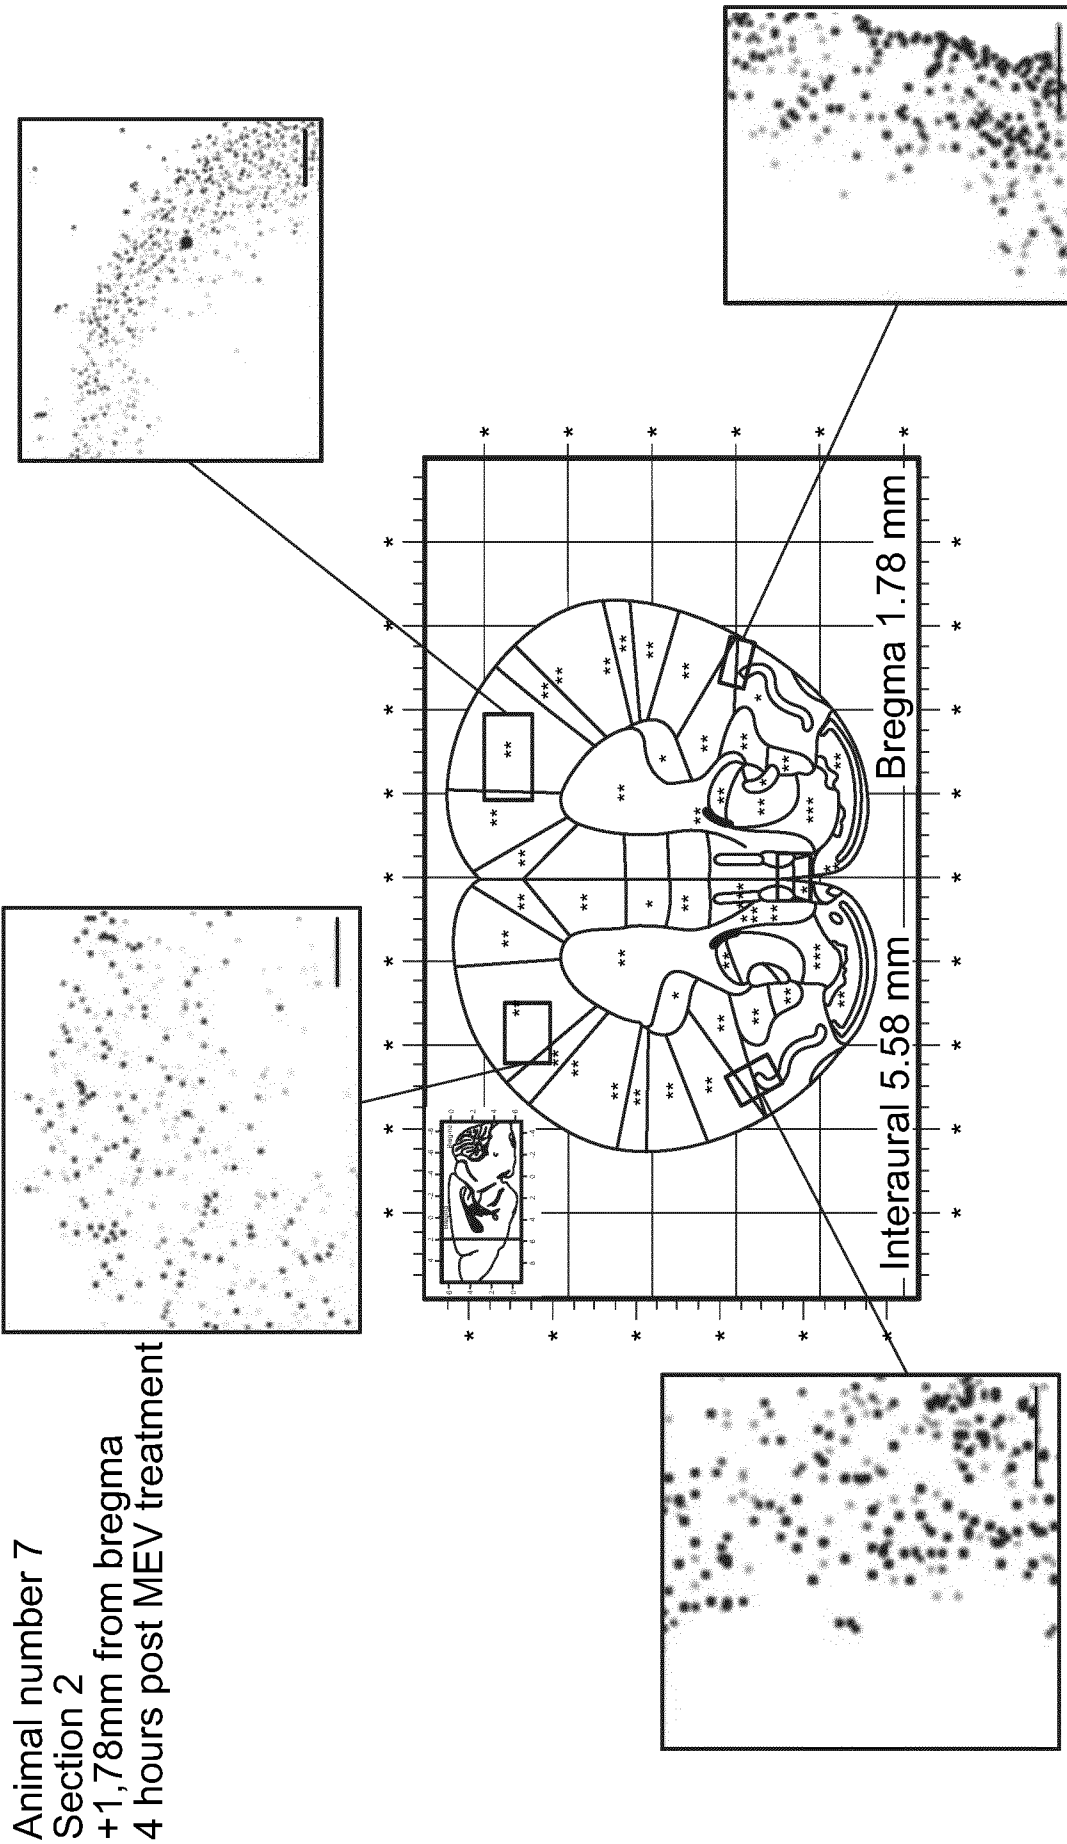 Animal number 7
Section 2
+1,78mm from bregma
4 hours post MEV treatment
Interaural 5.58 mm
Bregma 1.78 mm